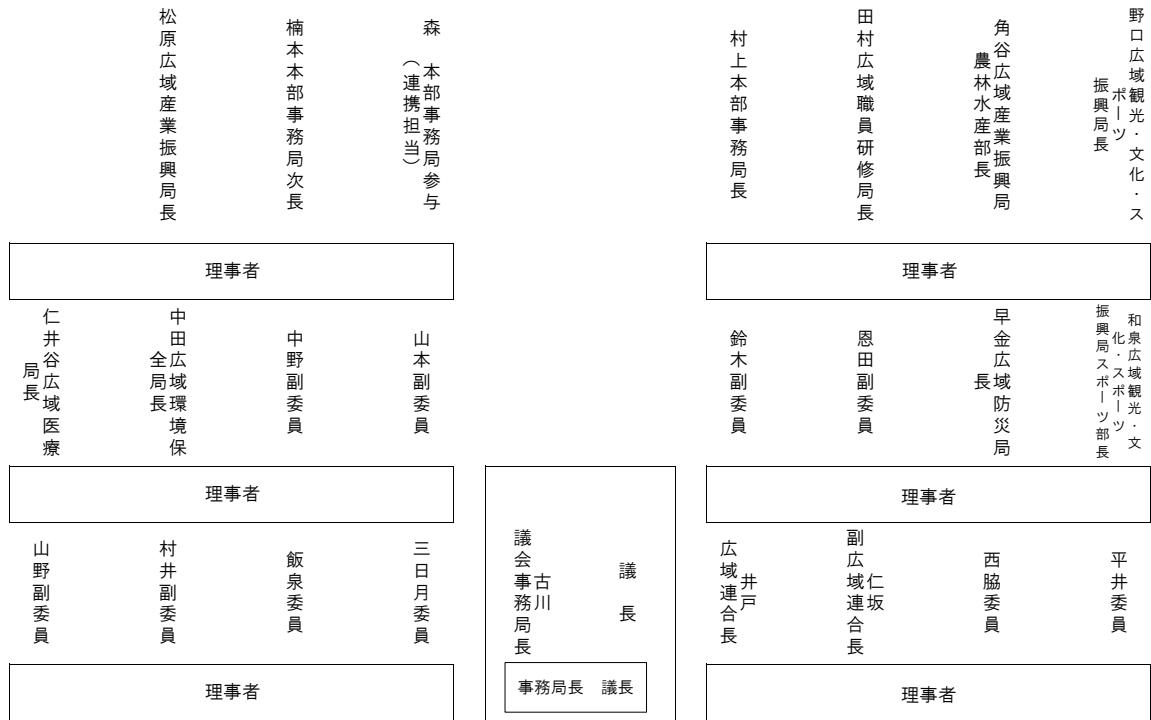 松原広域産業振興局長
楠本本部事務局次長
森　本部事務局参与
（連携担当）
村上本部事務局長
田村広域職員研修局長
角谷広域産業振興局
農林水産部長
野口広域観光・文化・ス
ポーツ
振興局長
理事者
理事者
仁井谷広域医療
局長
中田広域環境保
全局長
中野副委員
山本副委員
鈴木副委員
恩田副委員
早金広域防災局
長
和泉広域観光・文
化・スポーツ
振興局スポーツ部長
理事者
理事者
山野副委員
村井副委員
飯泉委員
三日月委員
古川
議会事務局長
議　長
井戸
広域連合長
仁坂
副広域連合長
西脇委員
平井委員
理事者
事務局長　議長
理事者